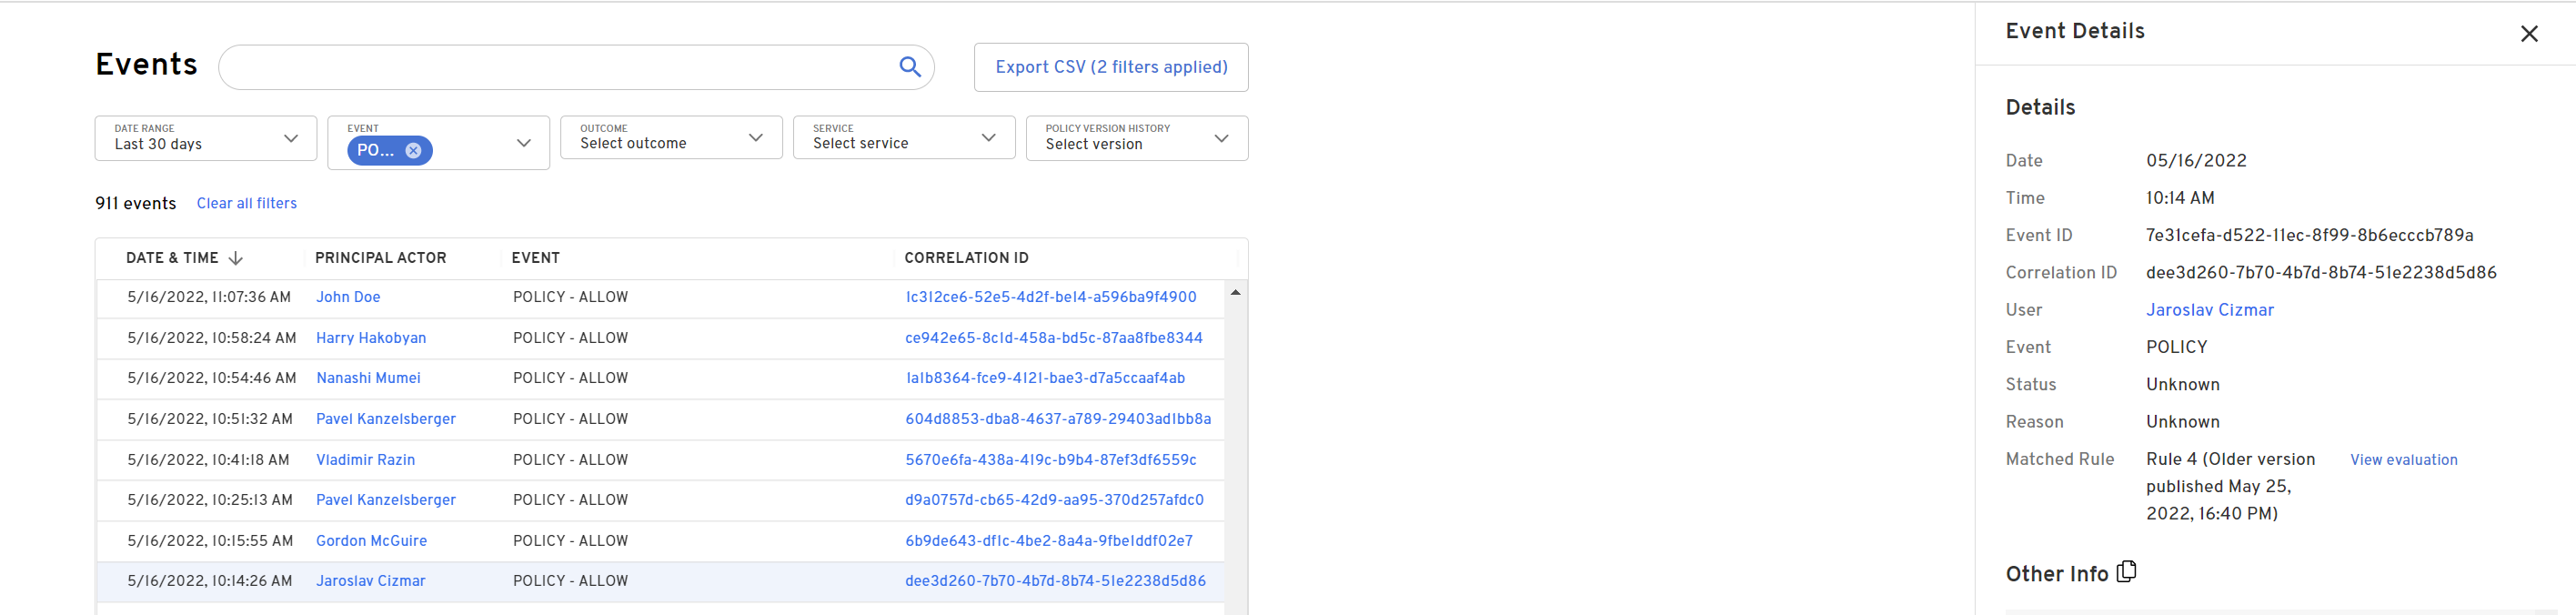 Events
Export CSV (2 filters applied)
DATE RANGE
Last 30 days
EVENT
PO...
OUTCOME
Select outcome
SERVICE
Select service
POLICY VERSION HISTORY
Select version
911 events Clear all filters
DATE & TIME PRINCIPAL ACTOR EVENT CORRELATION ID
5/16/2022, 11:07:36 AM John Doe POLICY - ALLOW 1c312ce6-52e5-4d2f-be14-a596ba9f4900
5/16/2022, 10:58:24 AM Harry Hakobyan POLICY - ALLOW ce942e65-8c1d-458a-bd5c-87aa8fbe8344
5/16/2022, 10:54:46 AM Nanashi Mumei POLICY - ALLOW 1a1b8364-fce9-4121-bae3-d7a5ccaaf4ab
5/16/2022, 10:51:32 AM Pavel Kanzelsberger POLICY - ALLOW 604d8853-dba8-4637-a789-29403ad1bb8a
5/16/2022, 10:41:18 AM Vladimir Razin POLICY - ALLOW 5670e6fa-438a-419c-b9b4-87ef3df6559c
5/16/2022, 10:25:13 AM Pavel Kanzelsberger POLICY - ALLOW d9a0757d-cb65-42d9-aa95-370d257afdc0
5/16/2022, 10:15:55 AM Gordon McGuire POLICY - ALLOW 6b9de643-df1c-4be2-8a4a-9fbe1ddf02e7
5/16/2022, 10:14:26 AM Jaroslav Cizmar POLICY - ALLOW dee3d260-7b70-4b7d-8b74-51e2238d5d86
Event Details
Details
Date 05/16/2022
Time 10:14 AM
Event ID 7e31cefa-d522-11ec-8f99-8b6ecccb789a
Correlation ID dee3d260-7b70-4b7d-8b74-51e2238d5d86
User Jaroslav Cizmar
Event POLICY
Status Unknown
Reason Unknown
Matched Rule Rule 4 (Older version View evaluation
published May 25,
2022, 16:40 PM)
Other Info